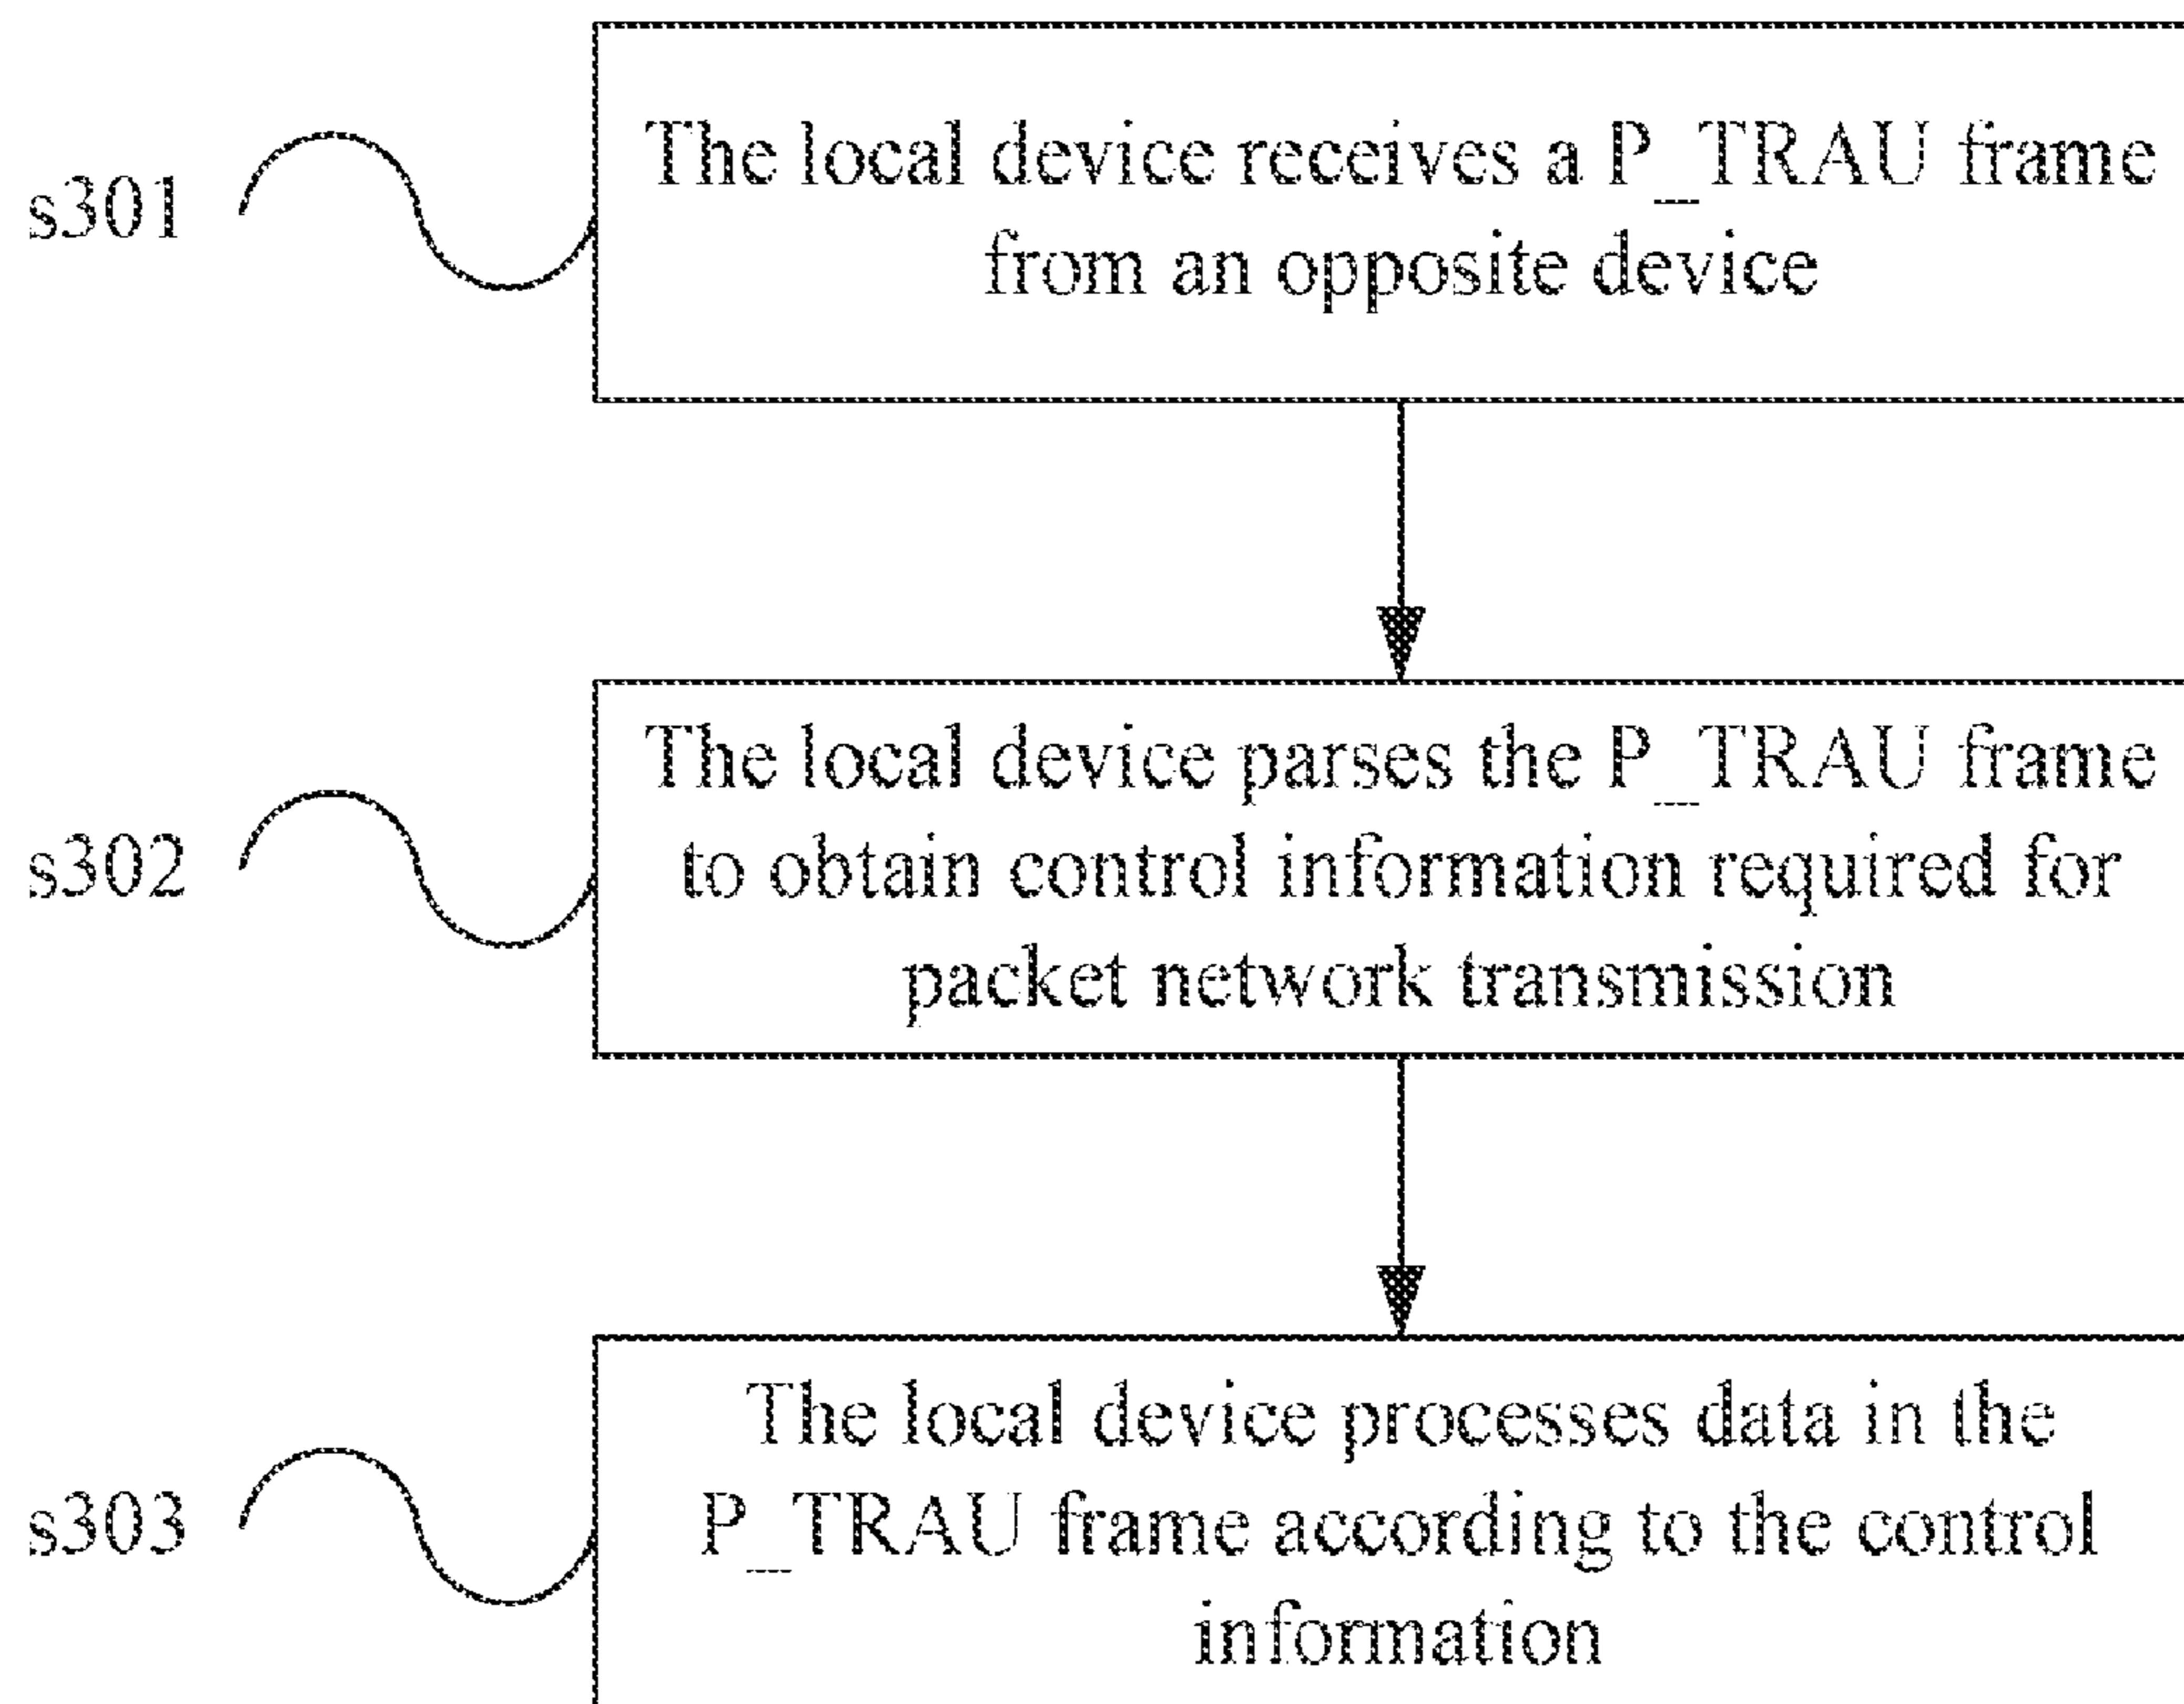 s301
The local device receives a P_TRAU frame
from an opposite device
s302
The local device parses the P_TRAU frame
to obtain control information required for
packet network transmission
s303
The local device processes data in the
P_TRAU frame according to the control
information